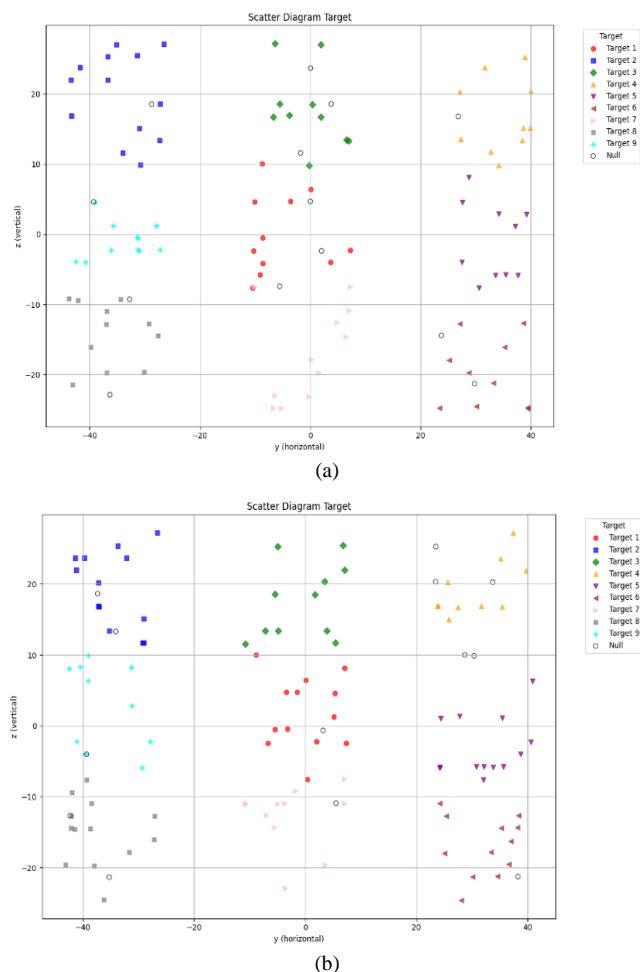 Scatter Diagram Target
Target
Target 1
Target 2
Target 3
Target 4
Target 5
Target 6
Target 7
Target 8
Target 9
Null
z (vertical)
20
10
0
−10
−20
−40
−20
0
20
40
y (horizontal)
(a)
Scatter Diagram Target
Target
Target 1
Target 2
Target 3
Target 4
Target 5
Target 6
Target 7
Target 8
Target 9
Null
z (vertical)
20
10
0
−10
−20
−40
−20
0
20
40
y (horizontal)
(b)